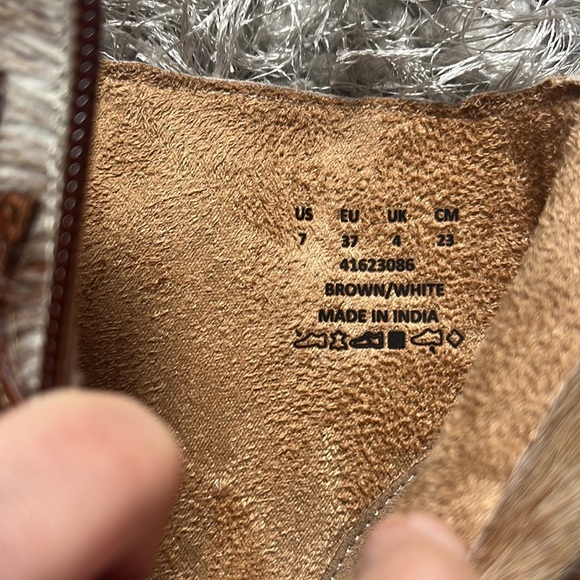 US EU UK CM
7 37 4 23
41623086
BROWN/WHITE
MADE IN INDIA